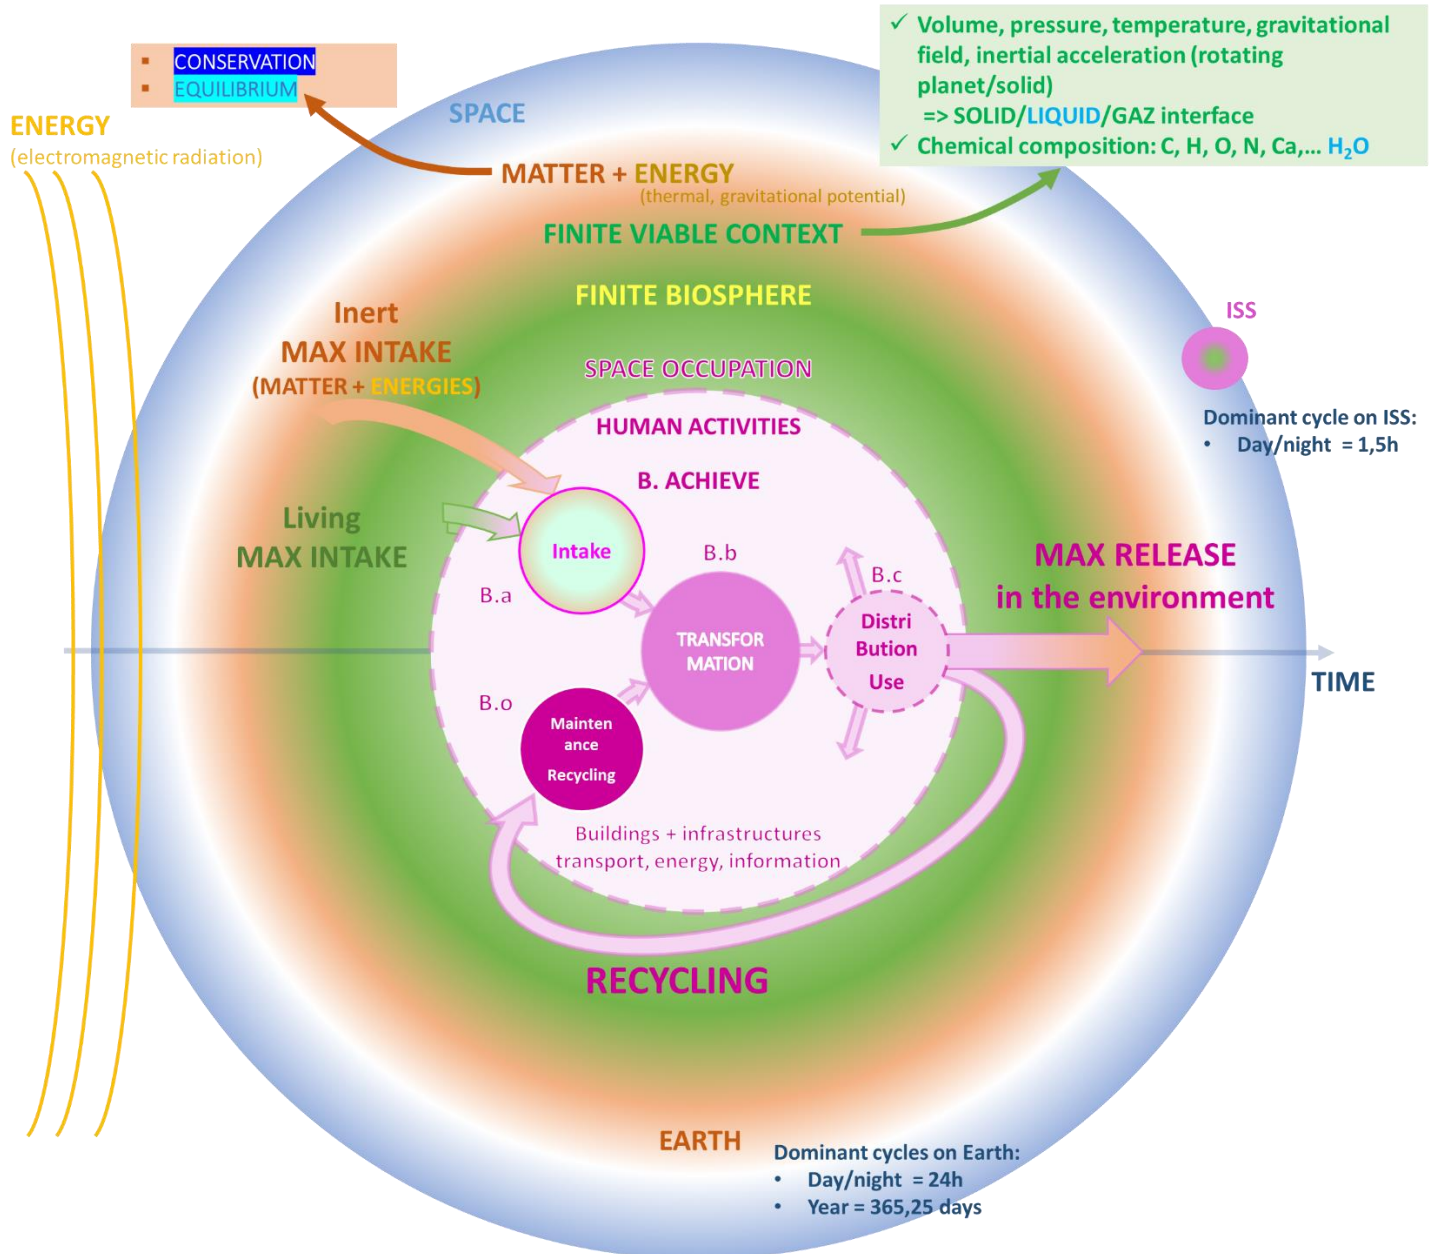 ▪ CONSERVATION
▪ EQUILIBRIUM
ENERGY
(electromagnetic radiation)
SPACE
MATTER + ENERGY
(thermal, gravitational potential)
FINITE VIABLE CONTEXT
✓ Volume, pressure, temperature, gravitational
field, inertial acceleration (rotating
planet/solid)
=> SOLID/LIQUID/GAZ interface
✓ Chemical composition: C, H, O, N, Ca,... H₂O
FINITE BIOSPHERE
Inert
MAX INTAKE
(MATTER + ENERGIES)
ISS
Dominant cycle on ISS:
• Day/night = 1,5h
SPACE OCCUPATION
HUMAN ACTIVITIES
B. ACHIEVE
Living
MAX INTAKE
Intake
B.a
B.b
B.c
TRANSFOR
MATION
Distri
Bution
Use
MAX RELEASE
in the environment
TIME
B.o
Mainten
ance
Recycling
Buildings + infrastructures
transport, energy, information
RECYCLING
EARTH
Dominant cycles on Earth:
• Day/night = 24h
• Year = 365,25 days